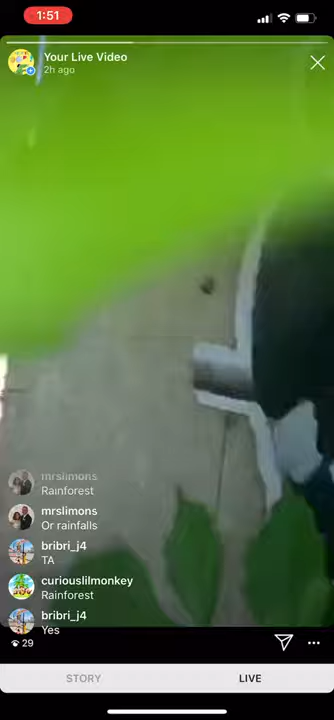 1:51
Your Live Video
2h ago
mrslimons
Rainforest
mrslimons
Or rainfalls
bribri_j4
TA
curiouslilmonkey
Rainforest
bribri_j4
Yes
29
STORY
LIVE